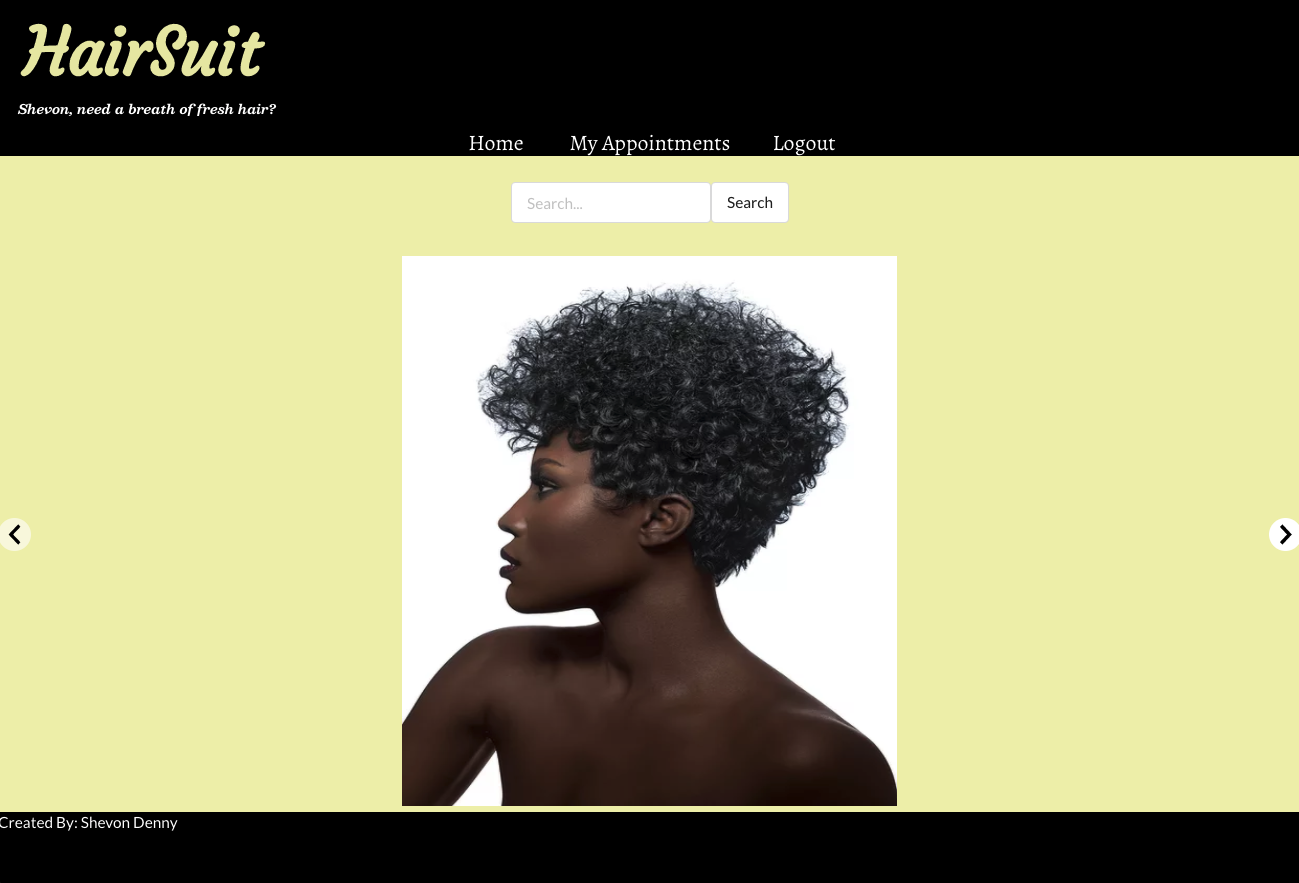 HairSuit
Shevon, need a breath of fresh hair?
Home My Appointments Logout
Search... Search
Created By: Shevon Denny